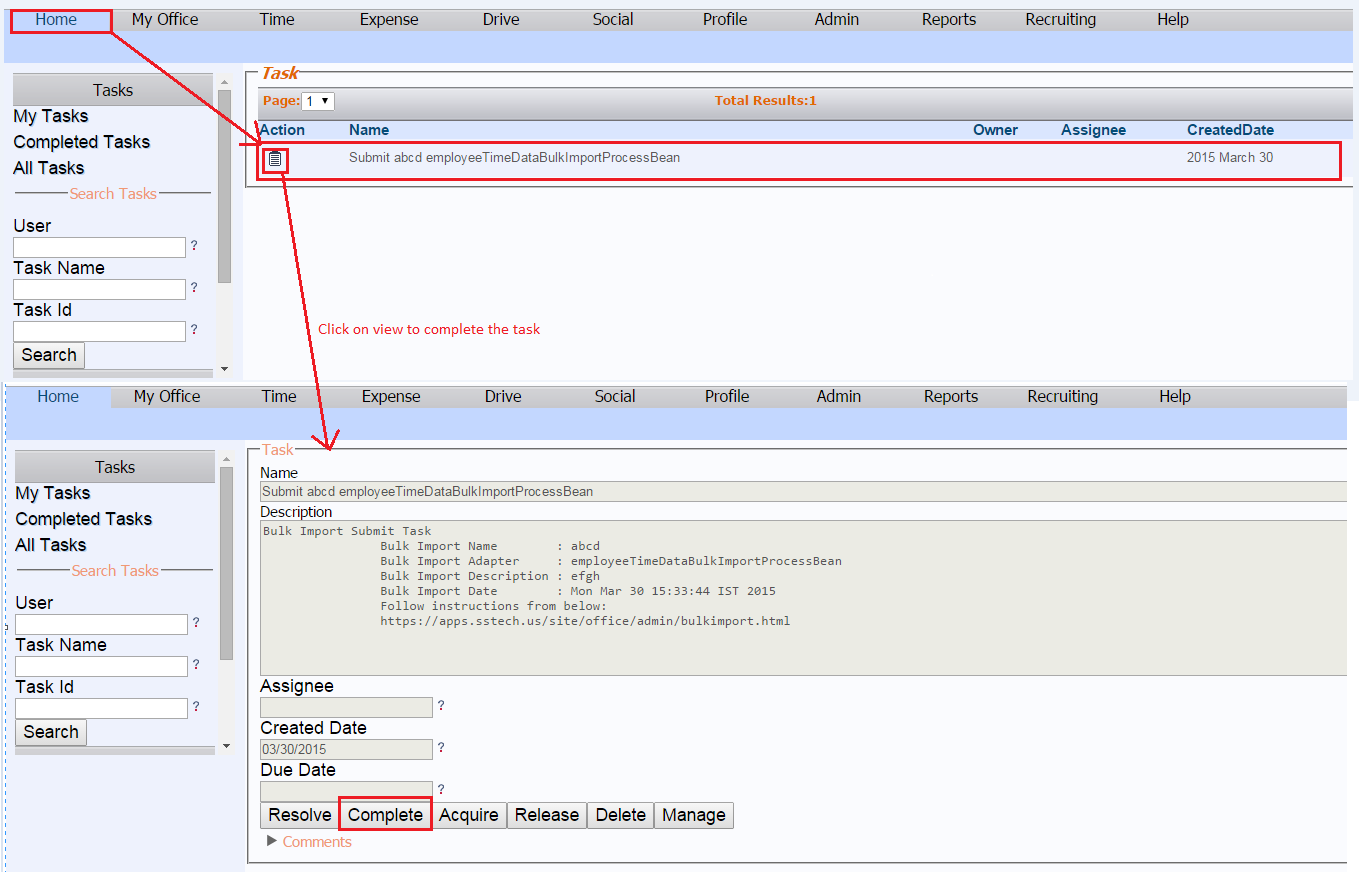 Home My Office Time Expense Drive Social Profile Admin Reports Recruiting Help
Tasks
My Tasks
Completed Tasks
All Tasks
Search Tasks
User
?
Task Name
?
Task Id
?
Search
Task
Page: 1 Total Results:1
Action Name Owner Assignee CreatedDate
Submit abcd employeeTimeDataBulkImportProcessBean 2015 March 30
Click on view to complete the task
Home My Office Time Expense Drive Social Profile Admin Reports Recruiting Help
Tasks
My Tasks
Completed Tasks
All Tasks
Search Tasks
User
?
Task Name
?
Task Id
?
Search
Task
Name
Submit abcd employeeTimeDataBulkImportProcessBean
Description
Bulk Import Submit Task
Bulk Import Name : abcd
Bulk Import Adapter : employeeTimeDataBulkImportProcessBean
Bulk Import Description : efgh
Bulk Import Date : Mon Mar 30 15:33:44 IST 2015
Follow instructions from below:
https://apps.sstech.us/site/office/admin/bulkimport.html
Assignee
?
Created Date
03/30/2015 ?
Due Date
?
Resolve Complete Acquire Release Delete Manage
Comments